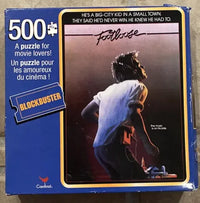 500
A puzzle for
movie lovers!
Un puzzle pour
les amoureux
du cinéma !
BLOCKBUSTER
Cardinal
HE'S A BIG-CITY KID IN A SMALL TOWN.
THEY SAID HE'D NEVER WIN. HE KNEW HE HAD TO.
Footloose